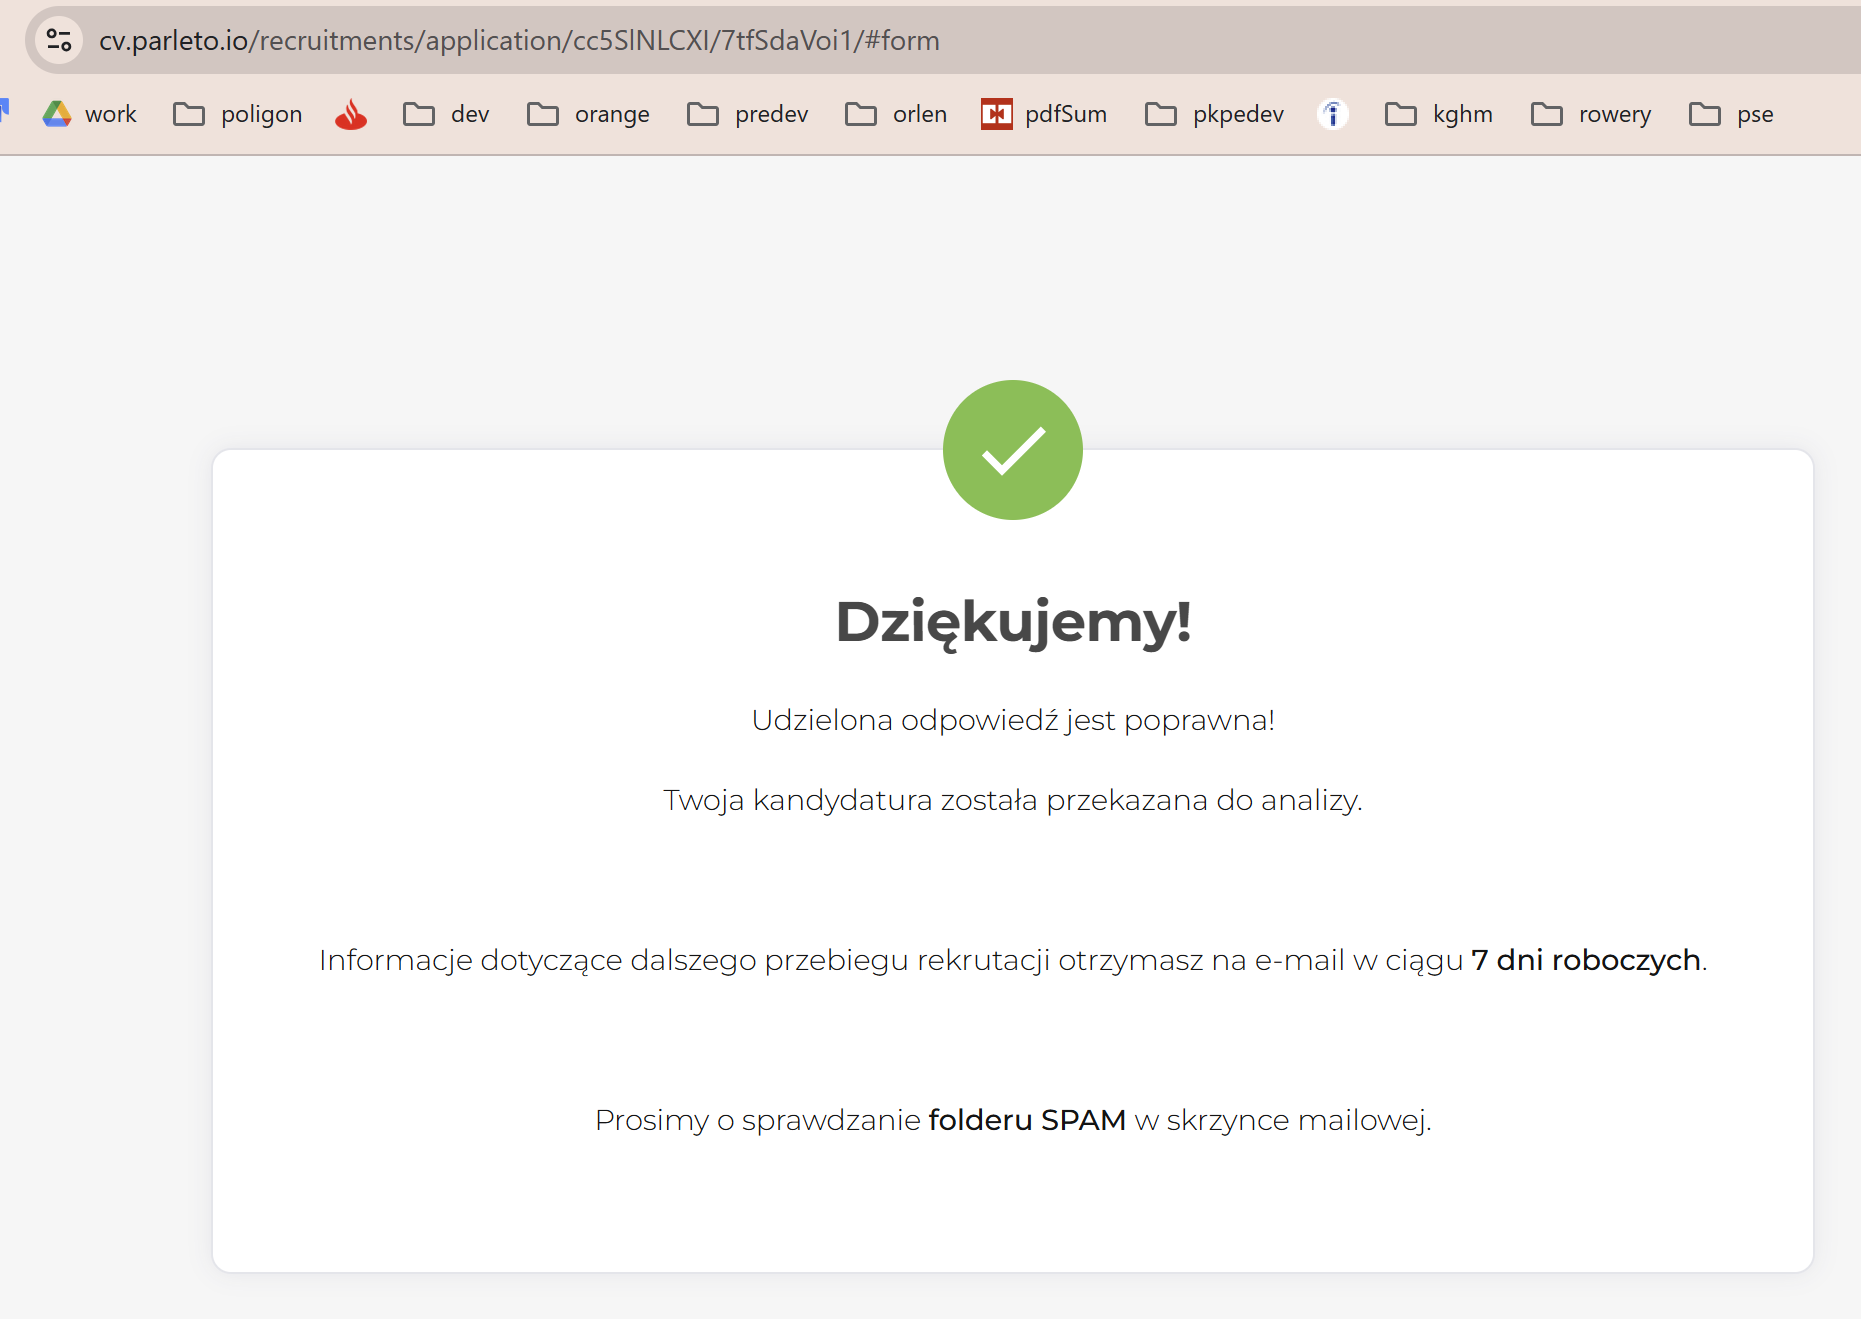 cv.parleto.io/recruitments/application/cc5SlNLCXI/7tfSdaVoi1/#form
work poligon dev orange predev orlen pdfSum pkpedev kghm rowery pse
Dziękujemy!
Udzielona odpowiedź jest poprawna!
Twoja kandydatura została przekazana do analizy.
Informacje dotyczące dalszego przebiegu rekrutacji otrzymasz na e-mail w ciągu 7 dni roboczych.
Prosimy o sprawdzanie folderu SPAM w skrzynce mailowej.